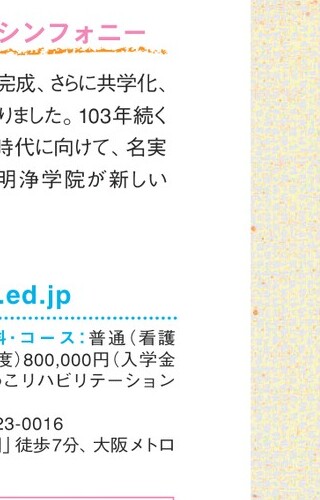 シンフォニー
完成、さらに共学化、
りました。103年続く
時代に向けて、名実
明浄学院が新しい
.ed.jp
科・コース：普通（看護
度）800,000円（入学金
っこリハビリテーション
23-0016
」徒歩7分、大阪メトロ